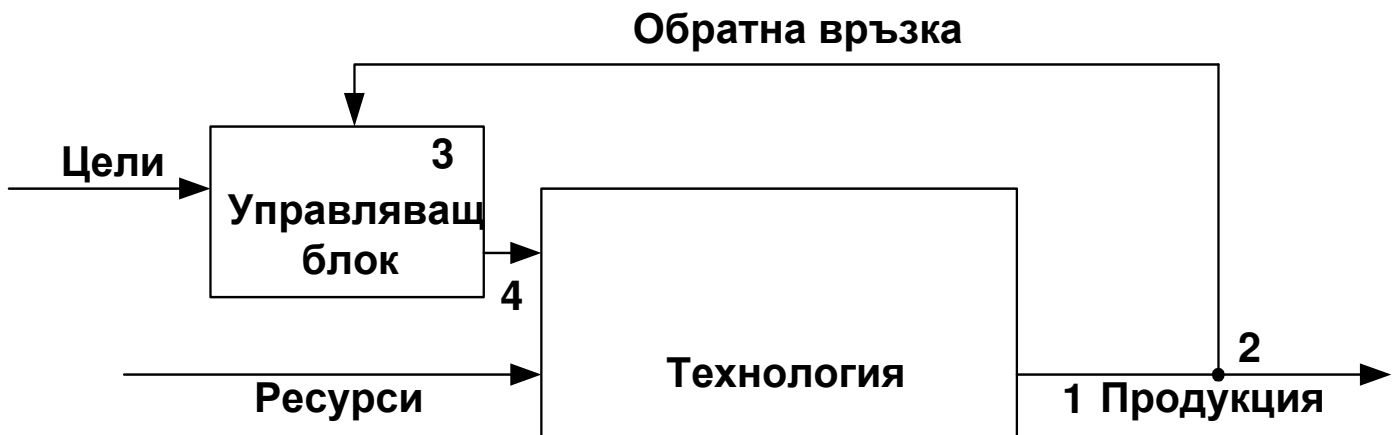 Обратна връзка
3
Цели
Управляващ
блок
4
2
Технология
Ресурси
1 Продукция